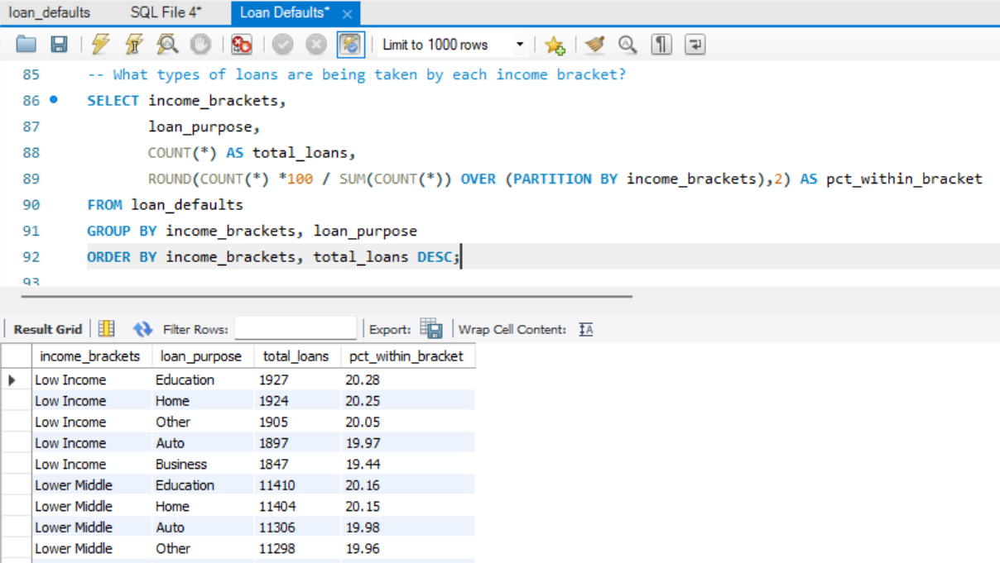 loan_defaults SQL File 4* Loan Defaults* ×
Limit to 1000 rows
85 -- What types of loans are being taken by each income bracket?
86 SELECT income_brackets,
87 loan_purpose,
88 COUNT(*) AS total_loans,
89 ROUND(COUNT(*) *100 / SUM(COUNT(*)) OVER (PARTITION BY income_brackets),2) AS pct_within_bracket
90 FROM loan_defaults
91 GROUP BY income_brackets, loan_purpose
92 ORDER BY income_brackets, total_loans DESC;
93
Result Grid Filter Rows: Export: Wrap Cell Content: IA
income_brackets loan_purpose total_loans pct_within_bracket
Low Income Education 1927 20.28
Low Income Home 1924 20.25
Low Income Other 1905 20.05
Low Income Auto 1897 19.97
Low Income Business 1847 19.44
Lower Middle Education 11410 20.16
Lower Middle Home 11404 20.15
Lower Middle Auto 11306 19.98
Lower Middle Other 11298 19.96